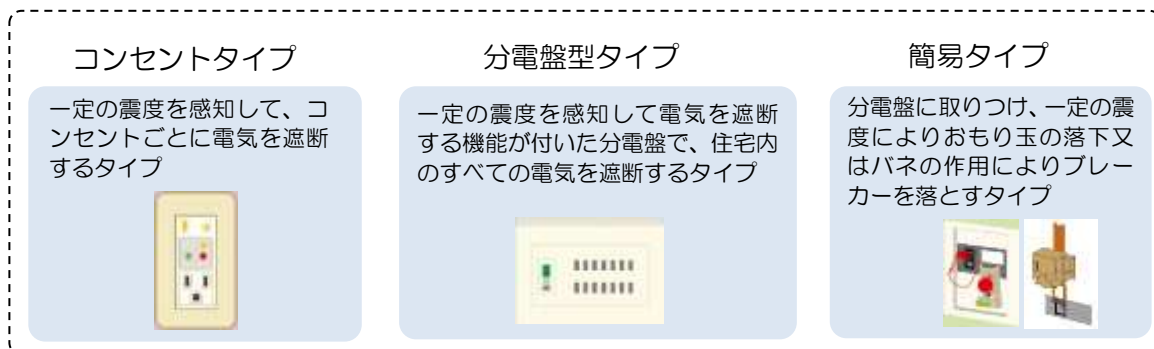 コンセントタイプ
一定の震度を感知して、コ
ンセントごとに電気を遮断
するタイプ
分電盤型タイプ
一定の震度を感知して電気を遮断
する機能が付いた分電盤で、住宅内
のすべての電気を遮断するタイプ
簡易タイプ
分電盤に取りつけ、一定の震
度によりおもり玉の落下又
はバネの作用によりブレー
カーを落とすタイプ